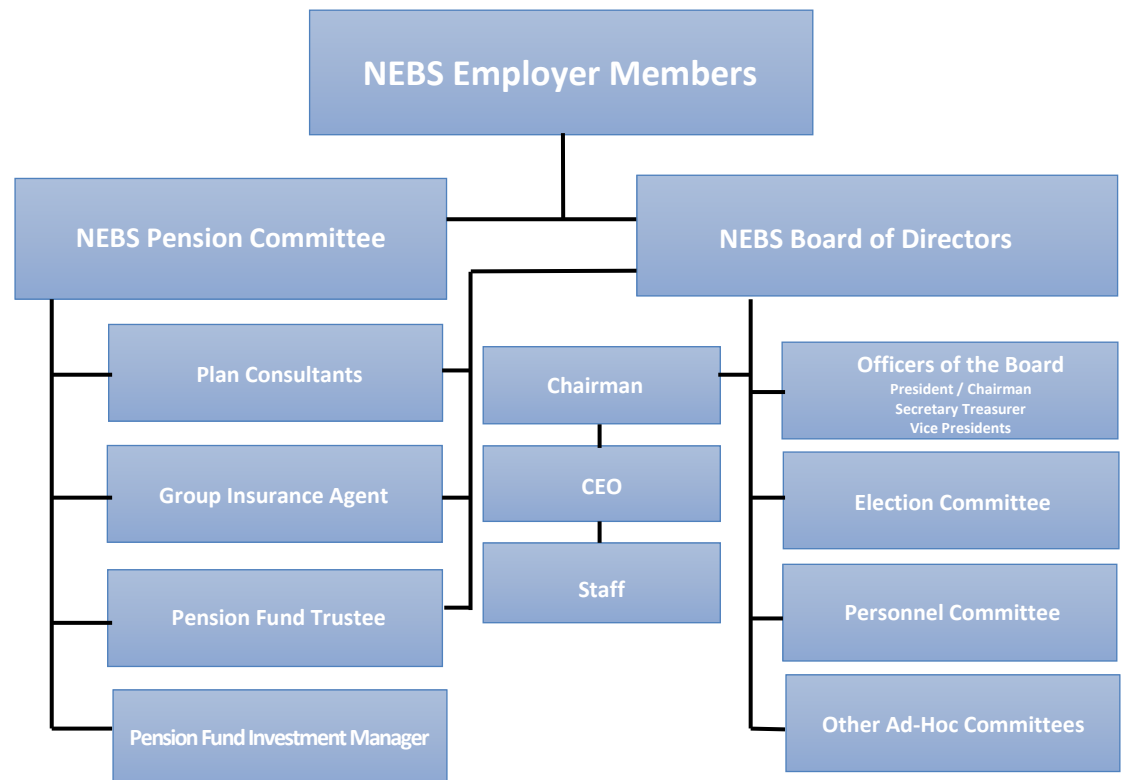 NEBS Employer Members
NEBS Pension Committee
NEBS Board of Directors
Plan Consultants
Group Insurance Agent
Pension Fund Trustee
Pension Fund Investment Manager
Chairman
CEO
Staff
Officers of the Board
President / Chairman
Secretary Treasurer
Vice Presidents
Election Committee
Personnel Committee
Other Ad-Hoc Committees